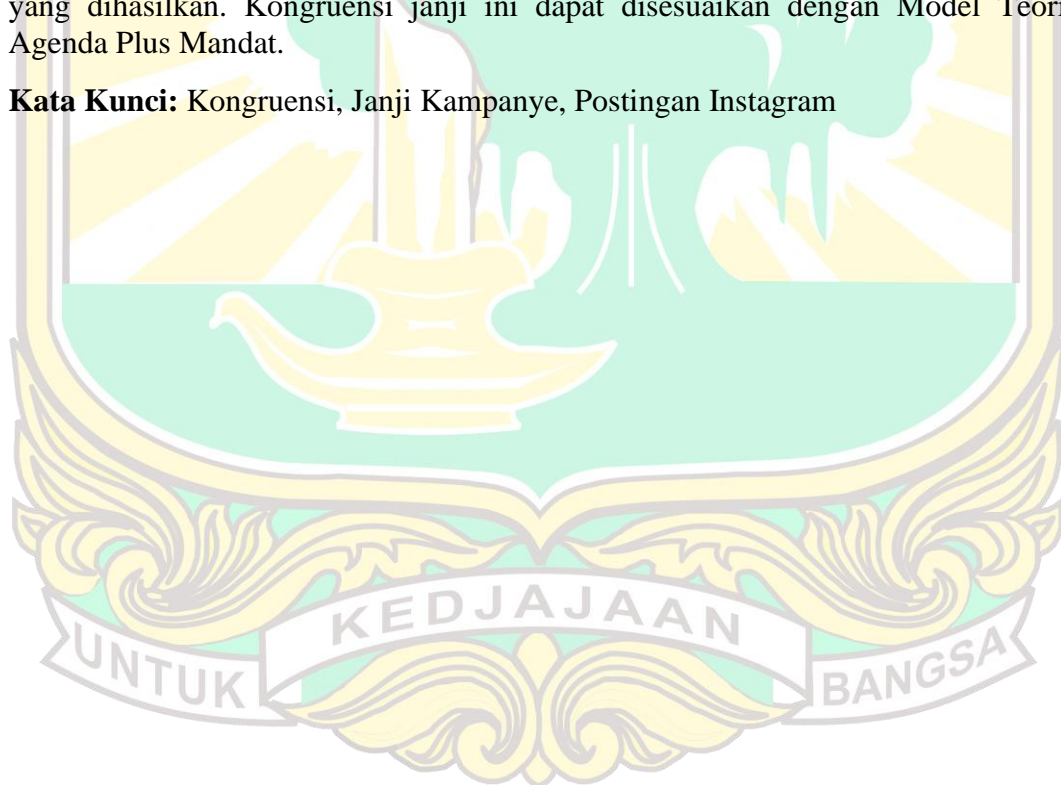 yang dihasilkan. Kongruensi janji ini dapat disesuaikan dengan Model Teori
Agenda Plus Mandat.
Kata Kunci: Kongruensi, Janji Kampanye, Postingan Instagram
UNTUK KEDJAJAAN BANGSA